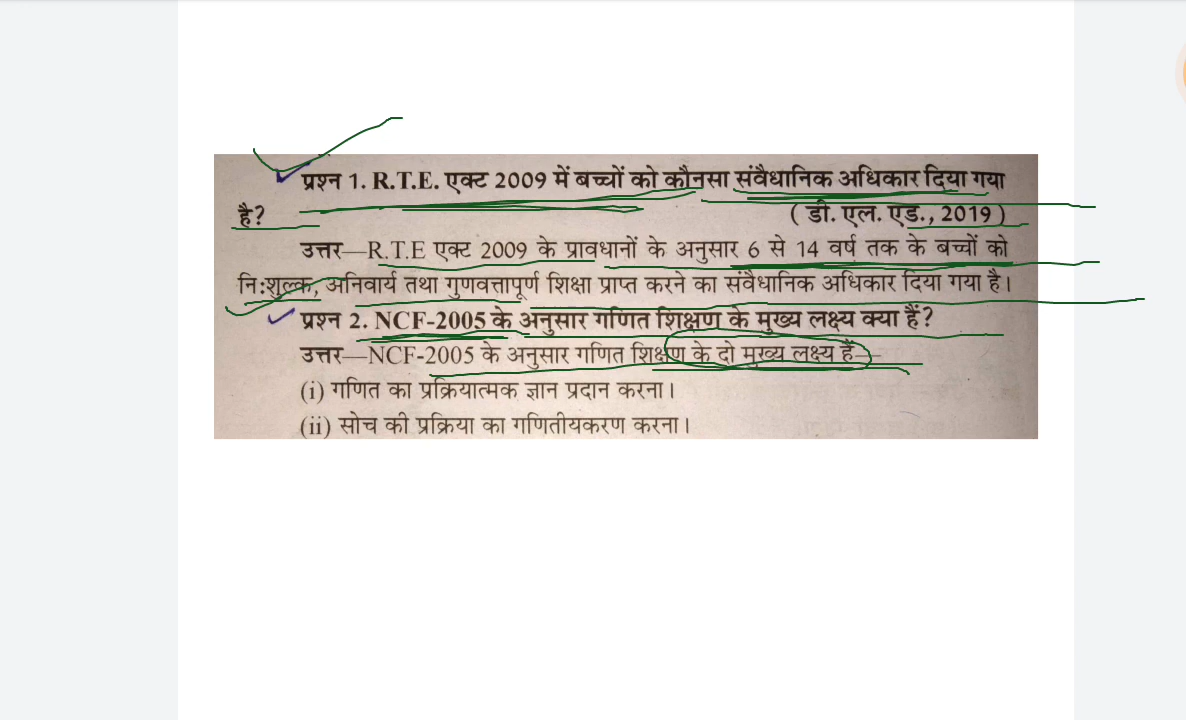 प्रश्न 1. R.T.E. एक्ट 2009 में बच्चों को कौनसा संवैधानिक अधिकार दिया गया
है? ( डी. एल. एड., 2019 )
उत्तर—R.T.E एक्ट 2009 के प्रावधानों के अनुसार 6 से 14 वर्ष तक के बच्चों को
नि:शुल्क, अनिवार्य तथा गुणवत्तापूर्ण शिक्षा प्राप्त करने का संवैधानिक अधिकार दिया गया है।
प्रश्न 2. NCF-2005 के अनुसार गणित शिक्षण के मुख्य लक्ष्य क्या हैं?
उत्तर—NCF-2005 के अनुसार गणित शिक्षण के दो मुख्य लक्ष्य हैं—
(i) गणित का प्रक्रियात्मक ज्ञान प्रदान करना।
(ii) सोच की प्रक्रिया का गणितीयकरण करना।